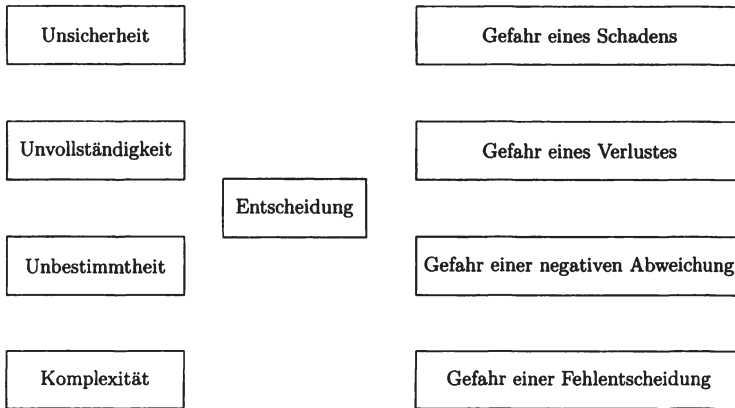 Unsicherheit
Gefahr eines Schadens
Unvollständigkeit
Gefahr eines Verlustes
Entscheidung
Unbestimmtheit
Gefahr einer negativen Abweichung
Komplexität
Gefahr einer Fehlentscheidung